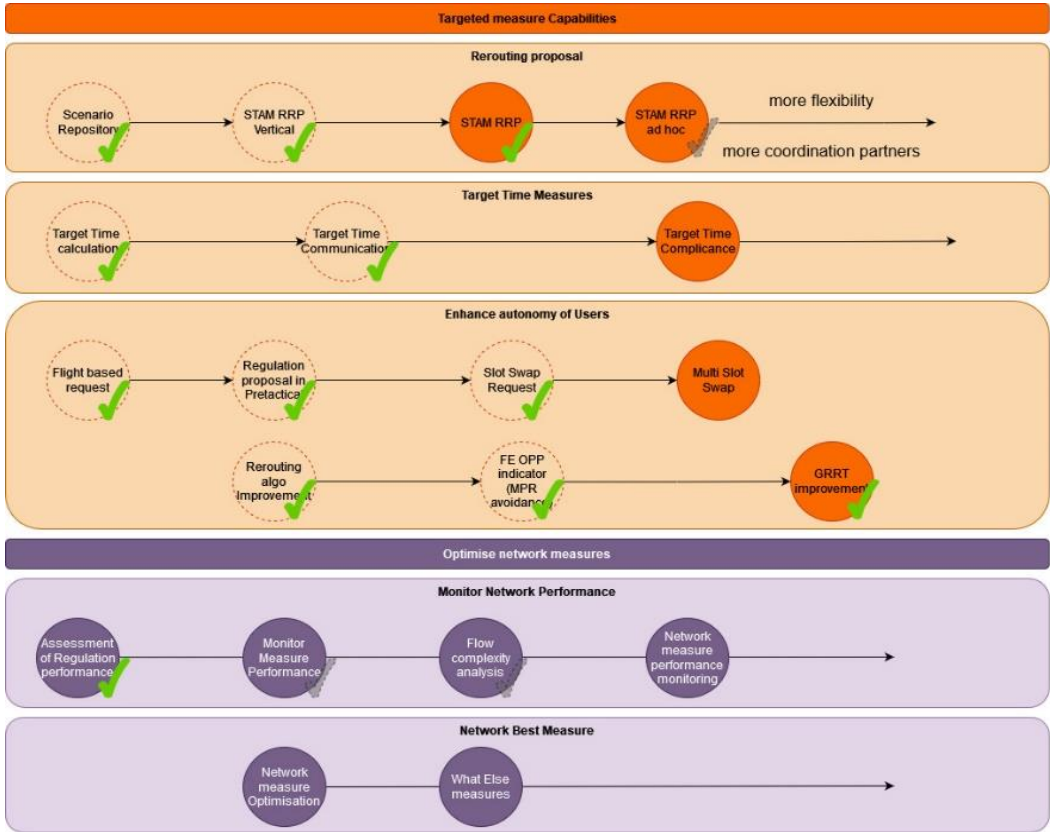 Targeted measure Capabilities
Rerouting proposal
Scenario
Repository
STAM RRP
Vertical
STAM RRP
STAM RRP
ad hoc
more flexibility
more coordination partners
Target Time Measures
Target Time
calculation
Target Time
Communication
Target Time
Complicance
Enhance autonomy of Users
Flight based
request
Regulation
proposal in
Pretactical
Slot Swap
Request
Multi Slot
Swap
Rerouting
algo
Improvement
FE OPP
indicator
(MPR
avoidance)
GRRT
improvement
Optimise network measures
Monitor Network Performance
Assessment
of Regulation
performance
Monitor
Measure
Performance
Flow
complexity
analysis
Network
measure
performance
monitoring
Network Best Measure
Network
measure
Optimisation
What Else
measures